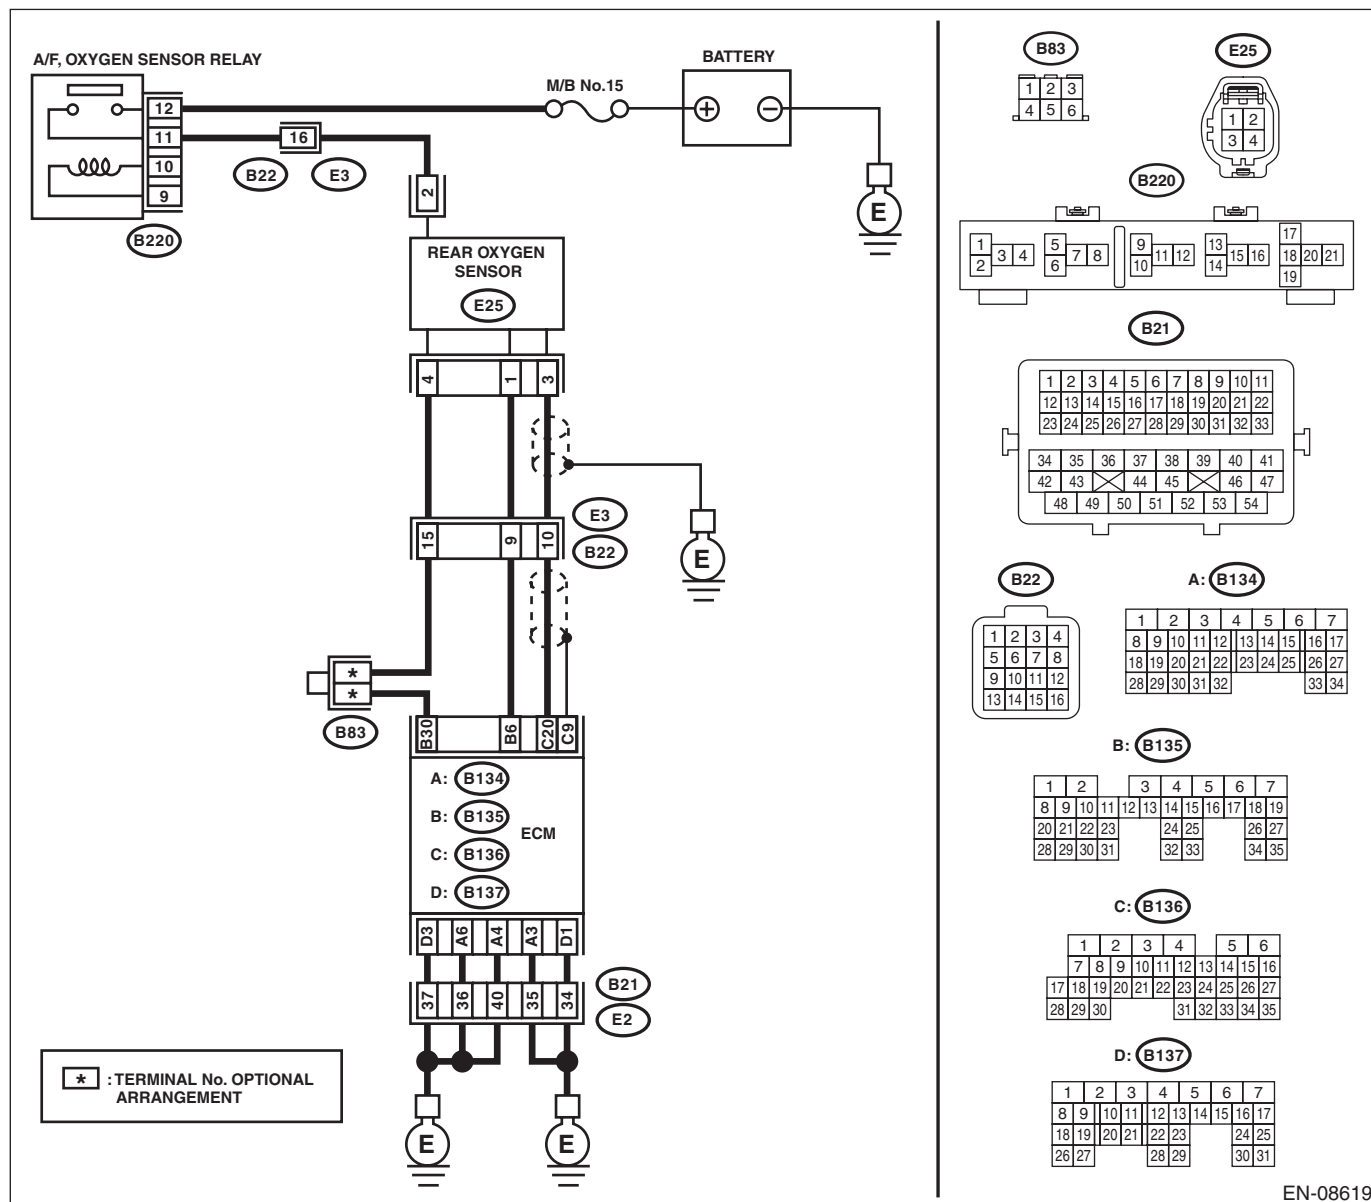 A/F, OXYGEN SENSOR RELAY
BATTERY
M/B No.15
12
11
10
9
16
B22
E3
B220
2
E
REAR OXYGEN
SENSOR
E25
4
1
3
E3
B22
15
9
10
E
*
*
B83
B30
B6
C20
C9
A: B134
B: B135
ECM
C: B136
D: B137
D3
A6
A4
A3
D1
37
36
40
35
34
B21
E2
E
E
* : TERMINAL No. OPTIONAL
ARRANGEMENT
B83
1 2 3
4 5 6
E25
1 2
3 4
B220
1 2 3 4
5 6 7 8
9 10 11 12
13 14 15 16
17 18 19 20 21
B21
1 2 3 4 5 6 7 8 9 10 11
12 13 14 15 16 17 18 19 20 21 22
23 24 25 26 27 28 29 30 31 32 33
34 35 36 37 38 39 40 41
42 43 44 45 46 47
48 49 50 51 52 53 54
B22
1 2 3 4
5 6 7 8
9 10 11 12
13 14 15 16
A: B134
1 2 3 4 5 6 7
8 9 10 11 12 13 14 15 16 17
18 19 20 21 22 23 24 25 26 27
28 29 30 31 32 33 34
B: B135
1 2 3 4 5 6 7
8 9 10 11 12 13 14 15 16 17 18 19
20 21 22 23 24 25 26 27
28 29 30 31 32 33 34 35
C: B136
1 2 3 4 5 6
7 8 9 10 11 12 13 14 15 16
17 18 19 20 21 22 23 24 25 26 27
28 29 30 31 32 33 34 35
D: B137
1 2 3 4 5 6 7
8 9 10 11 12 13 14 15 16 17
18 19 20 21 22 23 24 25
26 27 28 29 30 31
EN-08619